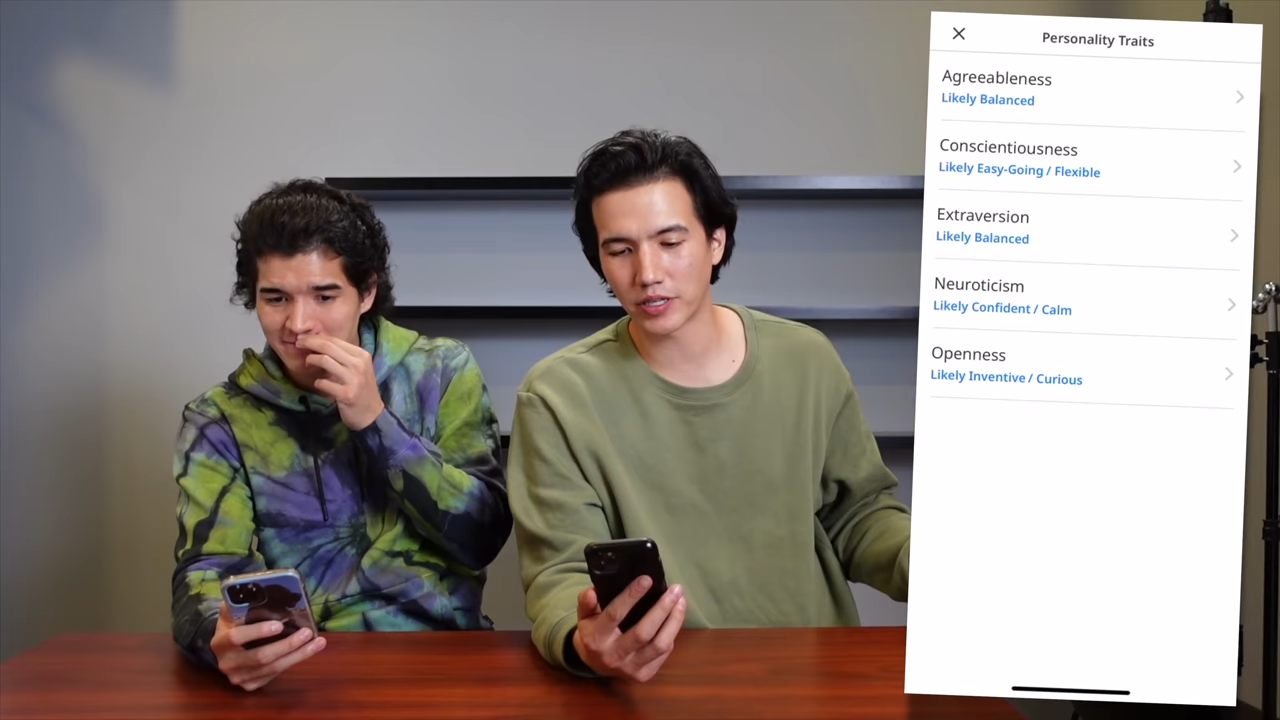 Personality Traits
Agreeableness
Likely Balanced
Conscientiousness
Likely Easy-Going / Flexible
Extraversion
Likely Balanced
Neuroticism
Likely Confident / Calm
Openness
Likely Inventive / Curious